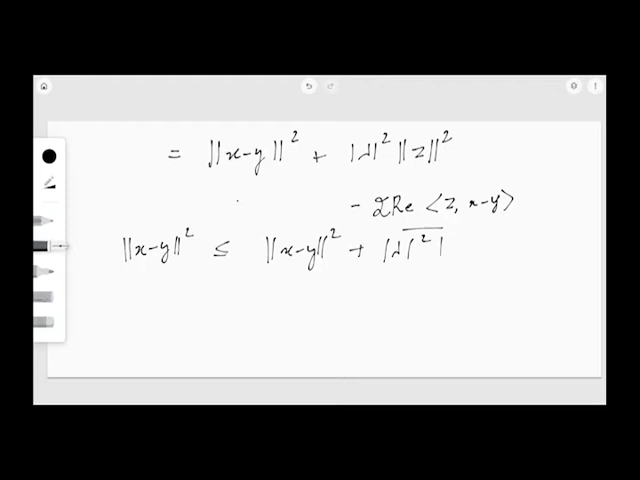 = ||x-y||² + |λ|² ||z||²
- 2Re <z, x-y>
||x-y||² ≤ ||x-y||² + |λ|² |